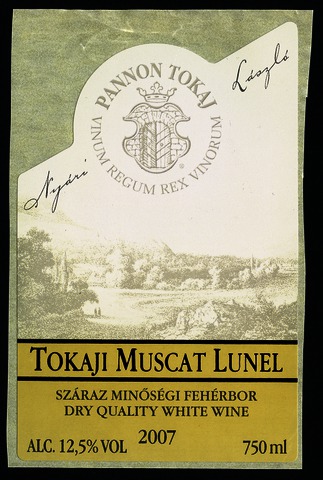 PANNON TOKAJ
VINUM REGUM REX VINORUM
Nyári László
TOKAJI MUSCAT LUNEL
SZÁRAZ MINŐSÉGI FEHÉRBOR
DRY QUALITY WHITE WINE
ALC. 12,5% VOL 2007 750 ml